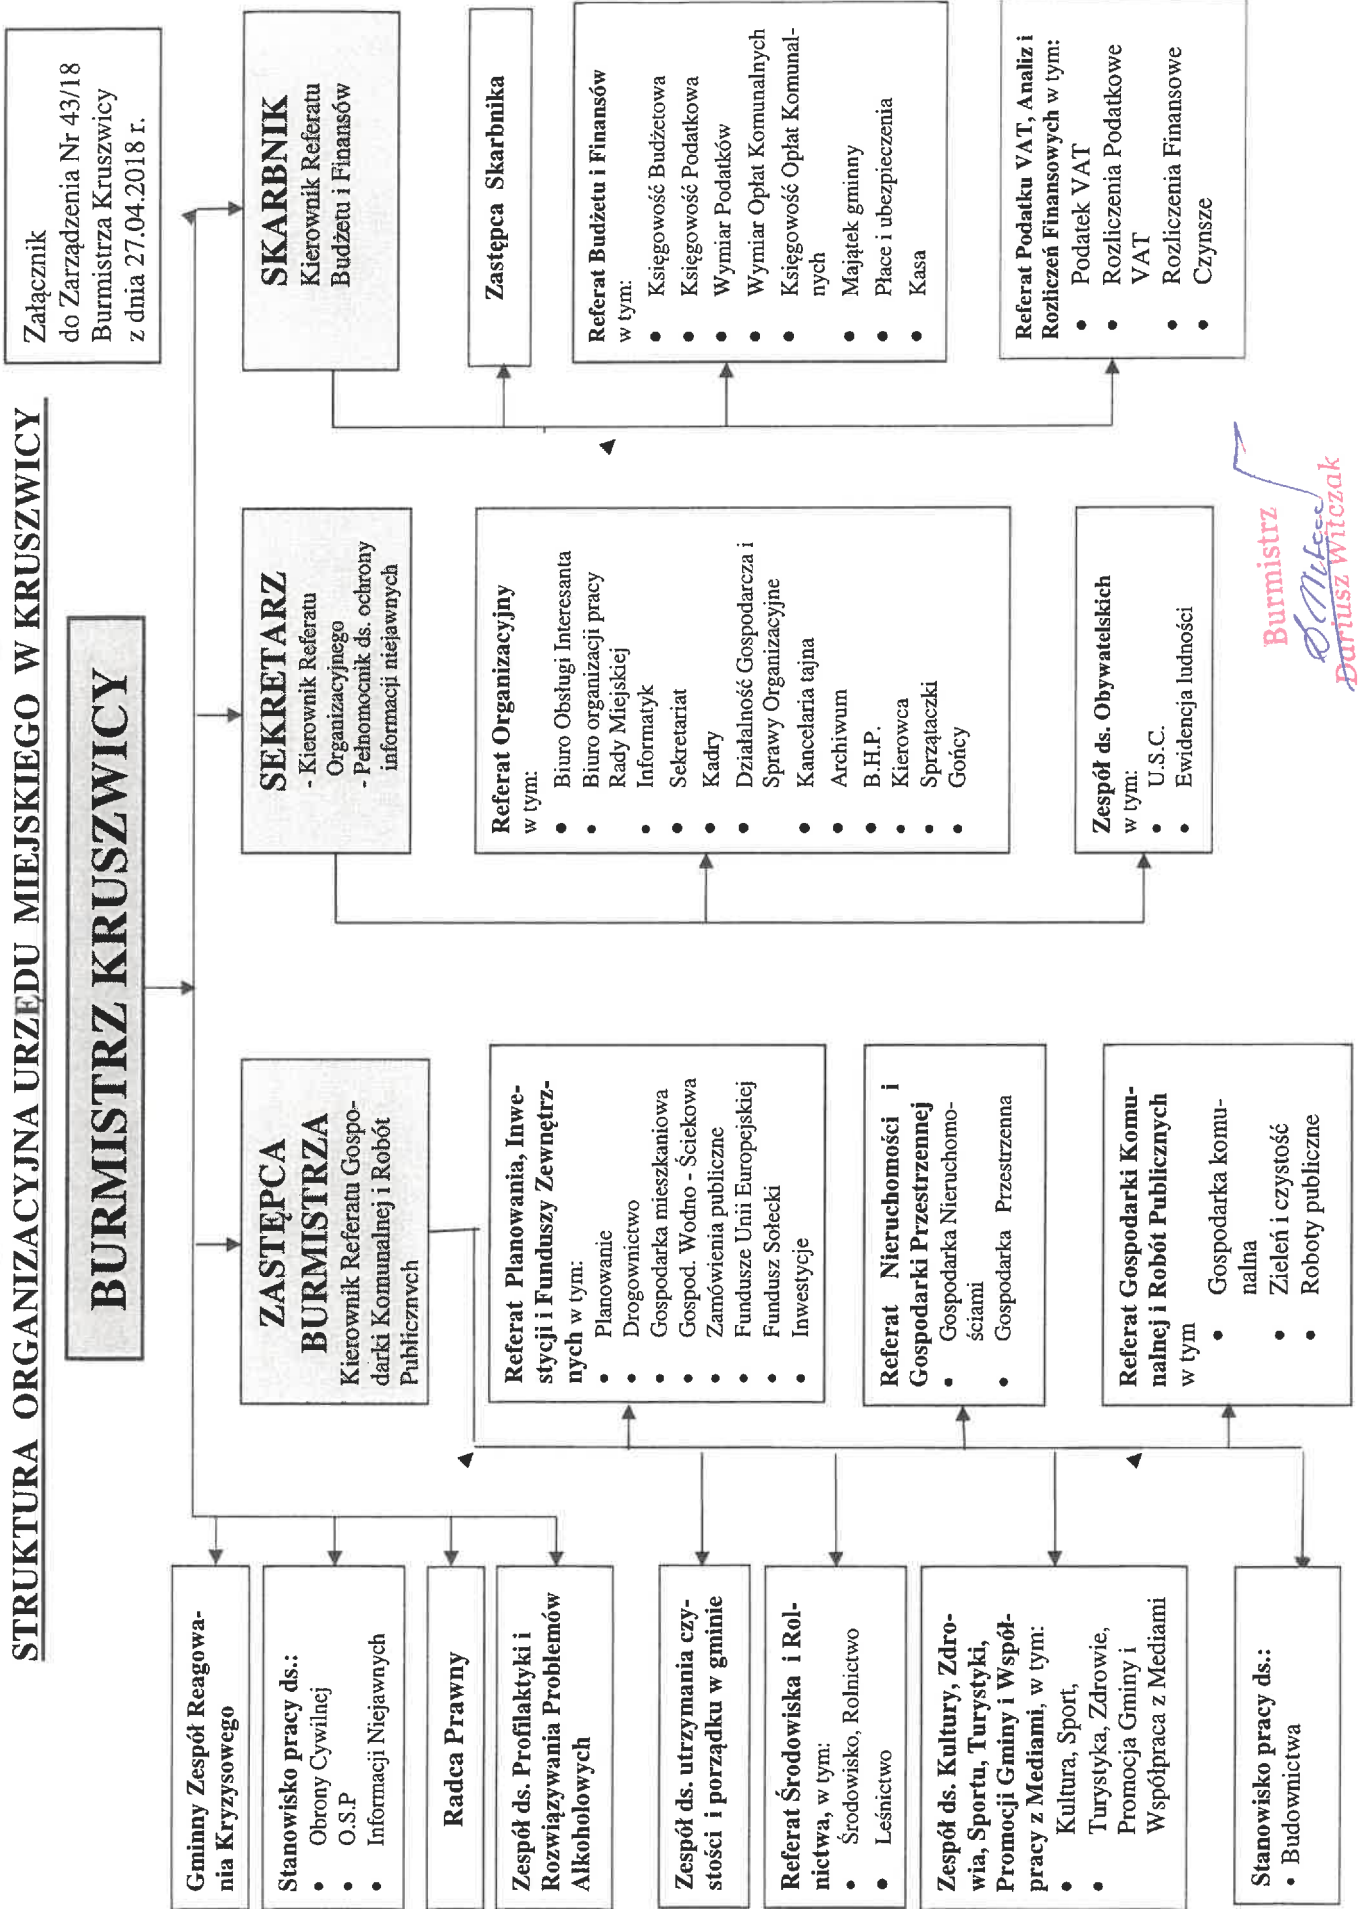 Załącznik
do Zarządzenia Nr 43/18
Burmistrza Kruszwicy
z dnia 27.04.2018 r.
STRUKTURA ORGANIZACYJNA URZĘDU MIEJSKIEGO W KRUSZWICY
BURMISTRZ KRUSZWICY
ZASTĘPCA
BURMISTRZA
Kierownik Referatu Gospo-
darki Komunalnej i Robót
Publicznych
SEKRETARZ
- Kierownik Referatu
Organizacyjnego
- Pełnomocnik ds. ochrony
informacji niejawnych
SKARBNIK
Kierownik Referatu
Budżetu i Finansów
Gminny Zespół Reagowa-
nia Kryzysowego
Stanowisko pracy ds.:
• Obrony Cywilnej
• O.S.P
• Informacji Niejawnych
Radca Prawny
Zespół ds. Profilaktyki i
Rozwiązywania Problemów
Alkoholowych
Zespół ds. utrzymania czy-
stości i porządku w gminie
Referat Środowiska i Rol-
nictwa, w tym:
• Środowisko, Rolnictwo
• Leśnictwo
Zespół ds. Kultury, Zdro-
wia, Sportu, Turystyki,
Promocji Gminy i Współ-
pracy z Mediami, w tym:
• Kultura, Sport,
• Turystyka, Zdrowie,
Promocja Gminy i
Współpraca z Mediami
Stanowisko pracy ds.:
• Budownictwa
Referat Planowania, Inwe-
stycji i Funduszy Zewnętrz-
nych w tym:
• Planowanie
• Drogownictwo
• Gospodarka mieszkaniowa
• Gospod. Wodno - Ściekowa
• Zamówienia publiczne
• Fundusze Unii Europejskiej
• Fundusz Sołecki
• Inwestycje
Referat Nieruchomości i
Gospodarki Przestrzennej
• Gospodarka Nieruchomo-
ściami
• Gospodarka Przestrzenna
Referat Gospodarki Komu-
nalnej i Robót Publicznych
w tym
• Gospodarka komu-
nalna
• Zieleń i czystość
• Roboty publiczne
Referat Organizacyjny
w tym:
• Biuro Obsługi Interesanta
• Biuro organizacji pracy
Rady Miejskiej
• Informatyk
• Sekretariat
• Kadry
• Działalność Gospodarcza i
Sprawy Organizacyjne
• Kancelaria tajna
• Archiwum
• B.H.P.
• Kierowca
• Sprzątaczki
• Gońcy
Zespół ds. Obywatelskich
w tym:
• U.S.C.
• Ewidencja ludności
Zastępca Skarbnika
Referat Budżetu i Finansów
w tym:
• Księgowość Budżetowa
• Księgowość Podatkowa
• Wymiar Podatków
• Wymiar Opłat Komunalnych
• Księgowość Opłat Komunal-
nych
• Majątek gminy
• Płace i ubezpieczenia
• Kasa
Referat Podatku VAT, Analiz i
Rozliczeń Finansowych w tym:
• Podatek VAT
• Rozliczenia Podatkowe
VAT
• Rozliczenia Finansowe
• Czynsze
Burmistrz
Dariusz Witczak